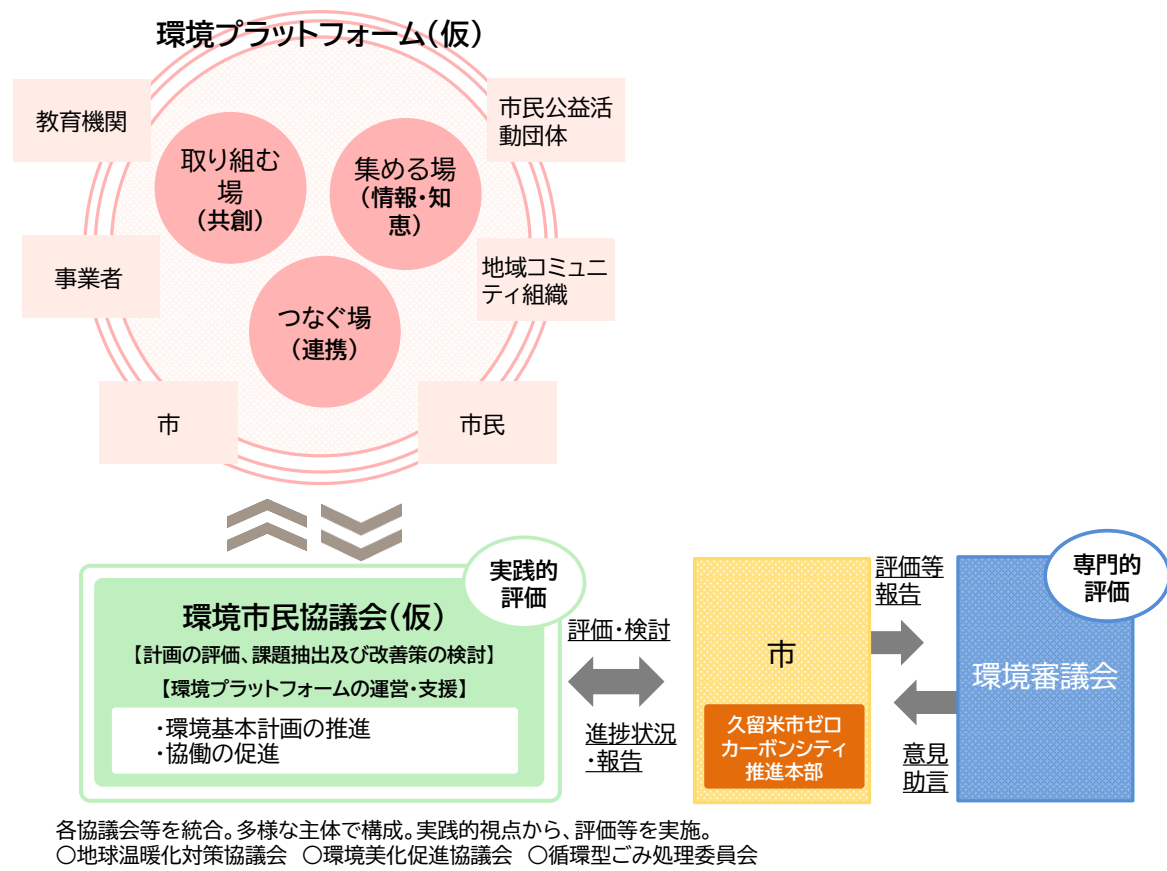 環境プラットフォーム(仮)
教育機関
市民公益活
動団体
取り組む
場
(共創)
集める場
(情報・知
恵)
事業者
地域コミュニ
ティ組織
つなぐ場
(連携)
市
市民
実践的
評価
環境市民協議会(仮)
【計画の評価、課題抽出及び改善策の検討】
【環境プラットフォームの運営・支援】
・環境基本計画の推進
・協働の促進
評価・検討
進捗状況
・報告
市
久留米市ゼロ
カーボンシティ
推進本部
評価等
報告
意見
助言
専門的
評価
環境審議会
各協議会等を統合。多様な主体で構成。実践的視点から、評価等を実施。
〇地球温暖化対策協議会 〇環境美化促進協議会 〇循環型ごみ処理委員会